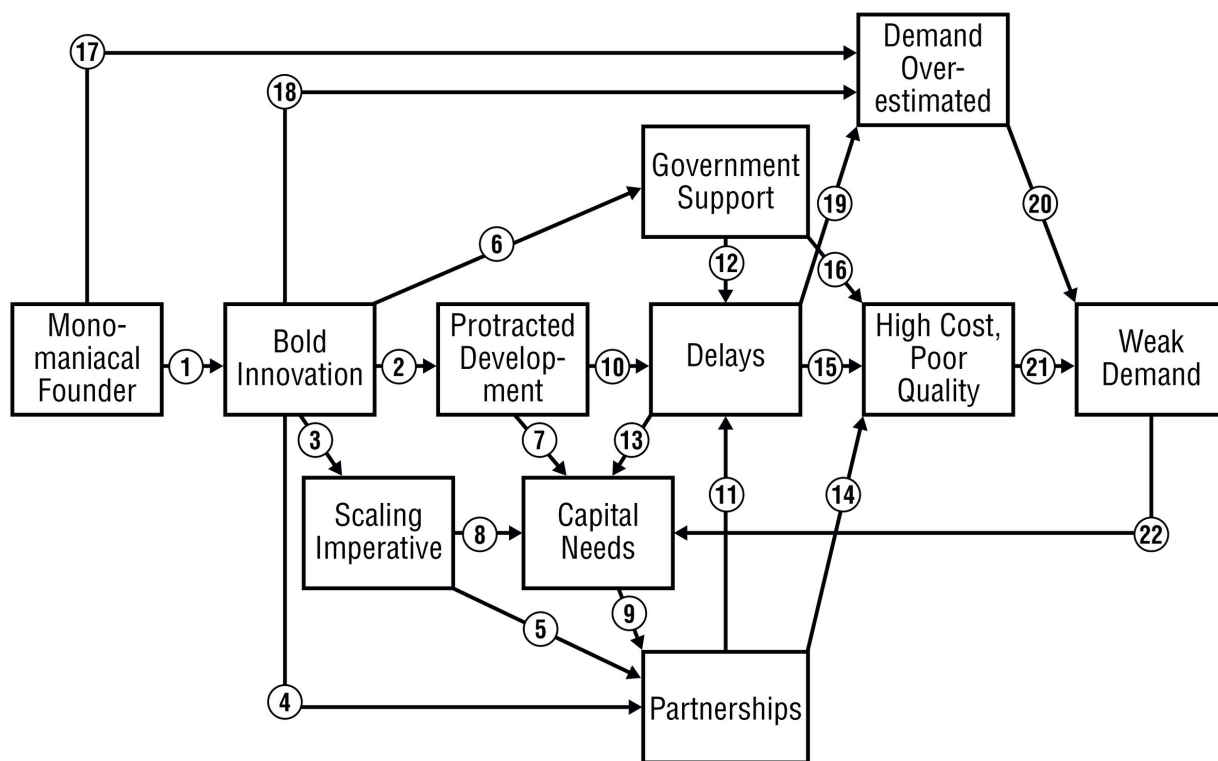 17
Demand
Over-
estimated
18
Government
Support
19
20
6
12
16
Mono-
maniacal
Founder
1
Bold
Innovation
2
Protracted
Develop-
ment
10
Delays
15
High Cost,
Poor
Quality
21
Weak
Demand
3
7
13
11
14
Scaling
Imperative
8
Capital
Needs
22
5
9
4
Partnerships